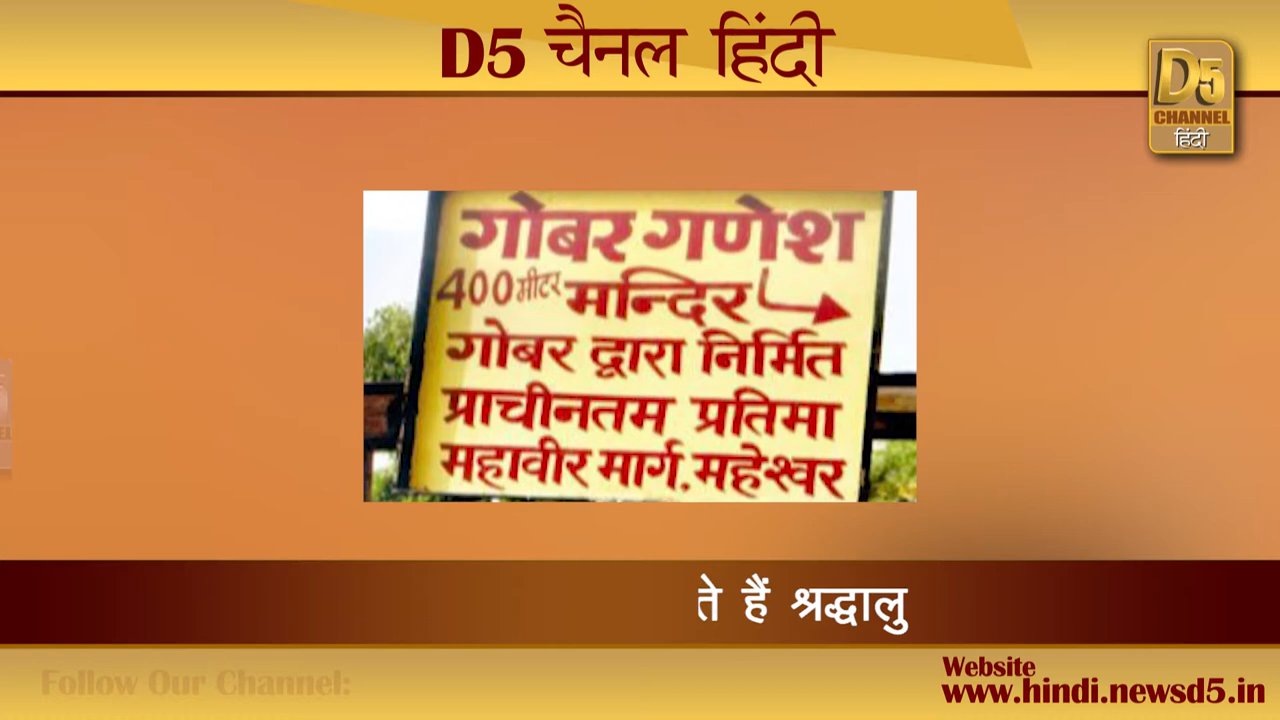 D5 चैनल हिंदी
D5
CHANNEL
हिंदी
गोबर गणेश
400 मीटर मन्दिर
गोबर द्वारा निर्मित
प्राचीनतम प्रतिमा
महावीर मार्ग, महेश्वर
ते हैं श्रद्धालु
Follow Our Channel:
Website
www.hindi.newsd5.in